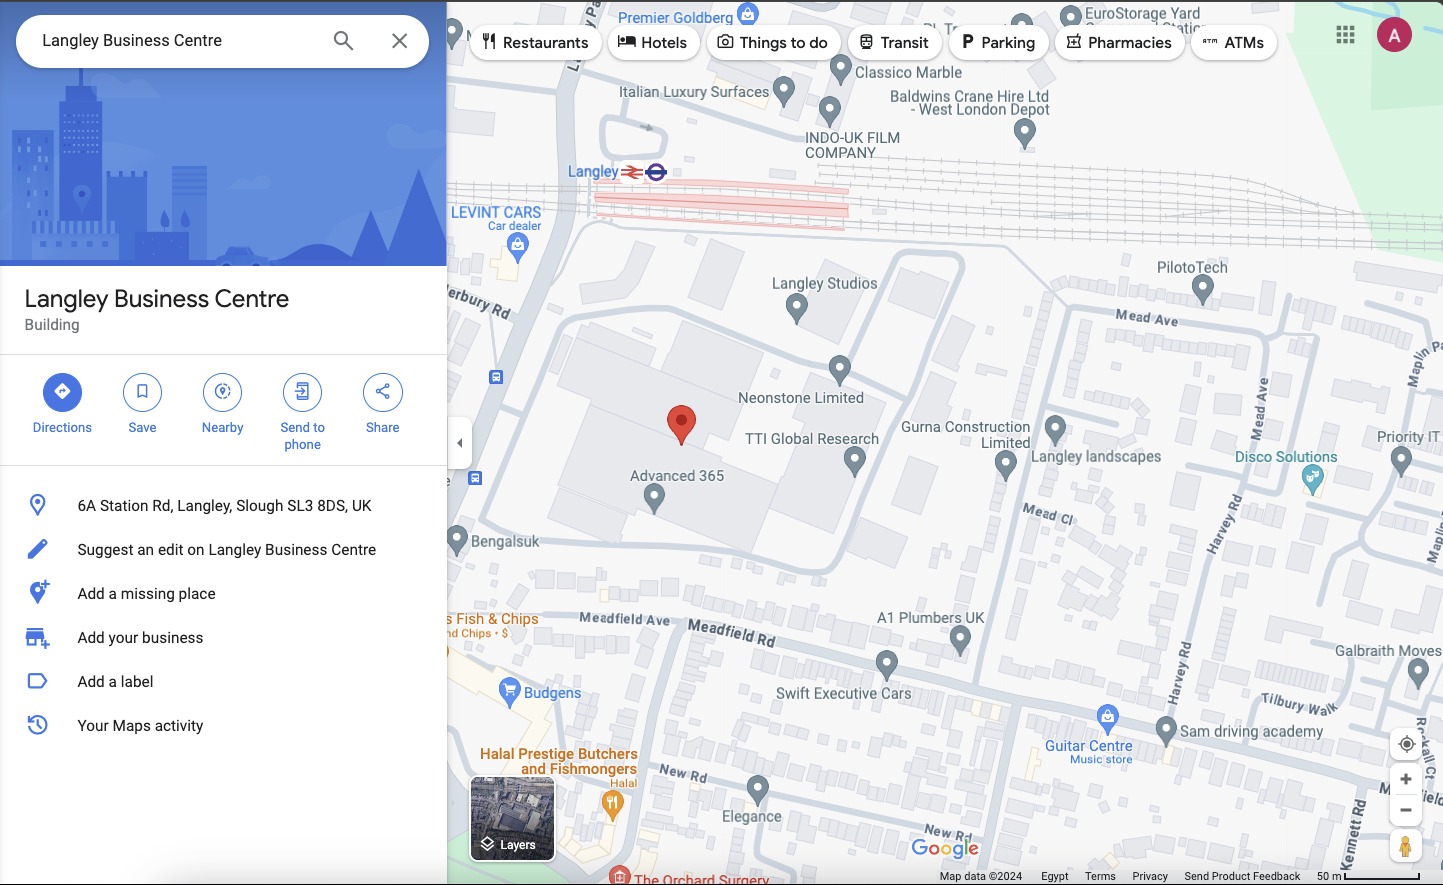 Langley Business Centre
Langley Business Centre
Building
Directions
Save
Nearby
Send to
phone
Share
6A Station Rd, Langley, Slough SL3 8DS, UK
Suggest an edit on Langley Business Centre
Add a missing place
Add your business
Add a label
Your Maps activity
Restaurants
Hotels
Things to do
Transit
P Parking
Pharmacies
ATM ATMs
A
Premier Goldberg
EuroStorage Yard
Classico Marble
Italian Luxury Surfaces
Baldwins Crane Hire Ltd
- West London Depot
INDO-UK FILM
COMPANY
Langley
LEVINT CARS
Car dealer
erbury Rd
Langley Studios
PilotoTech
Mead Ave
Maplin
Neonstone Limited
Mead Ave
TTI Global Research
Gurna Construction
Limited
Langley landscapes
Priority IT
Disco Solutions
Advanced 365
Mead Cl
Harvey Rd
Bengalsuk
s Fish & Chips
nd Chips • $
Meadfield Ave
Meadfield Rd
A1 Plumbers UK
Galbraith Moves
Swift Executive Cars
Harvey Rd
Budgens
Tilbury Walk
Guitar Centre
Music store
Sam driving academy
Halal Prestige Butchers
and Fishmongers
Halal
New Rd
Elegance
New Rd
Kennett Rd
Layers
Google
The Orchard Surgery
Map data ©2024
Egypt
Terms
Privacy
Send Product Feedback
50 m